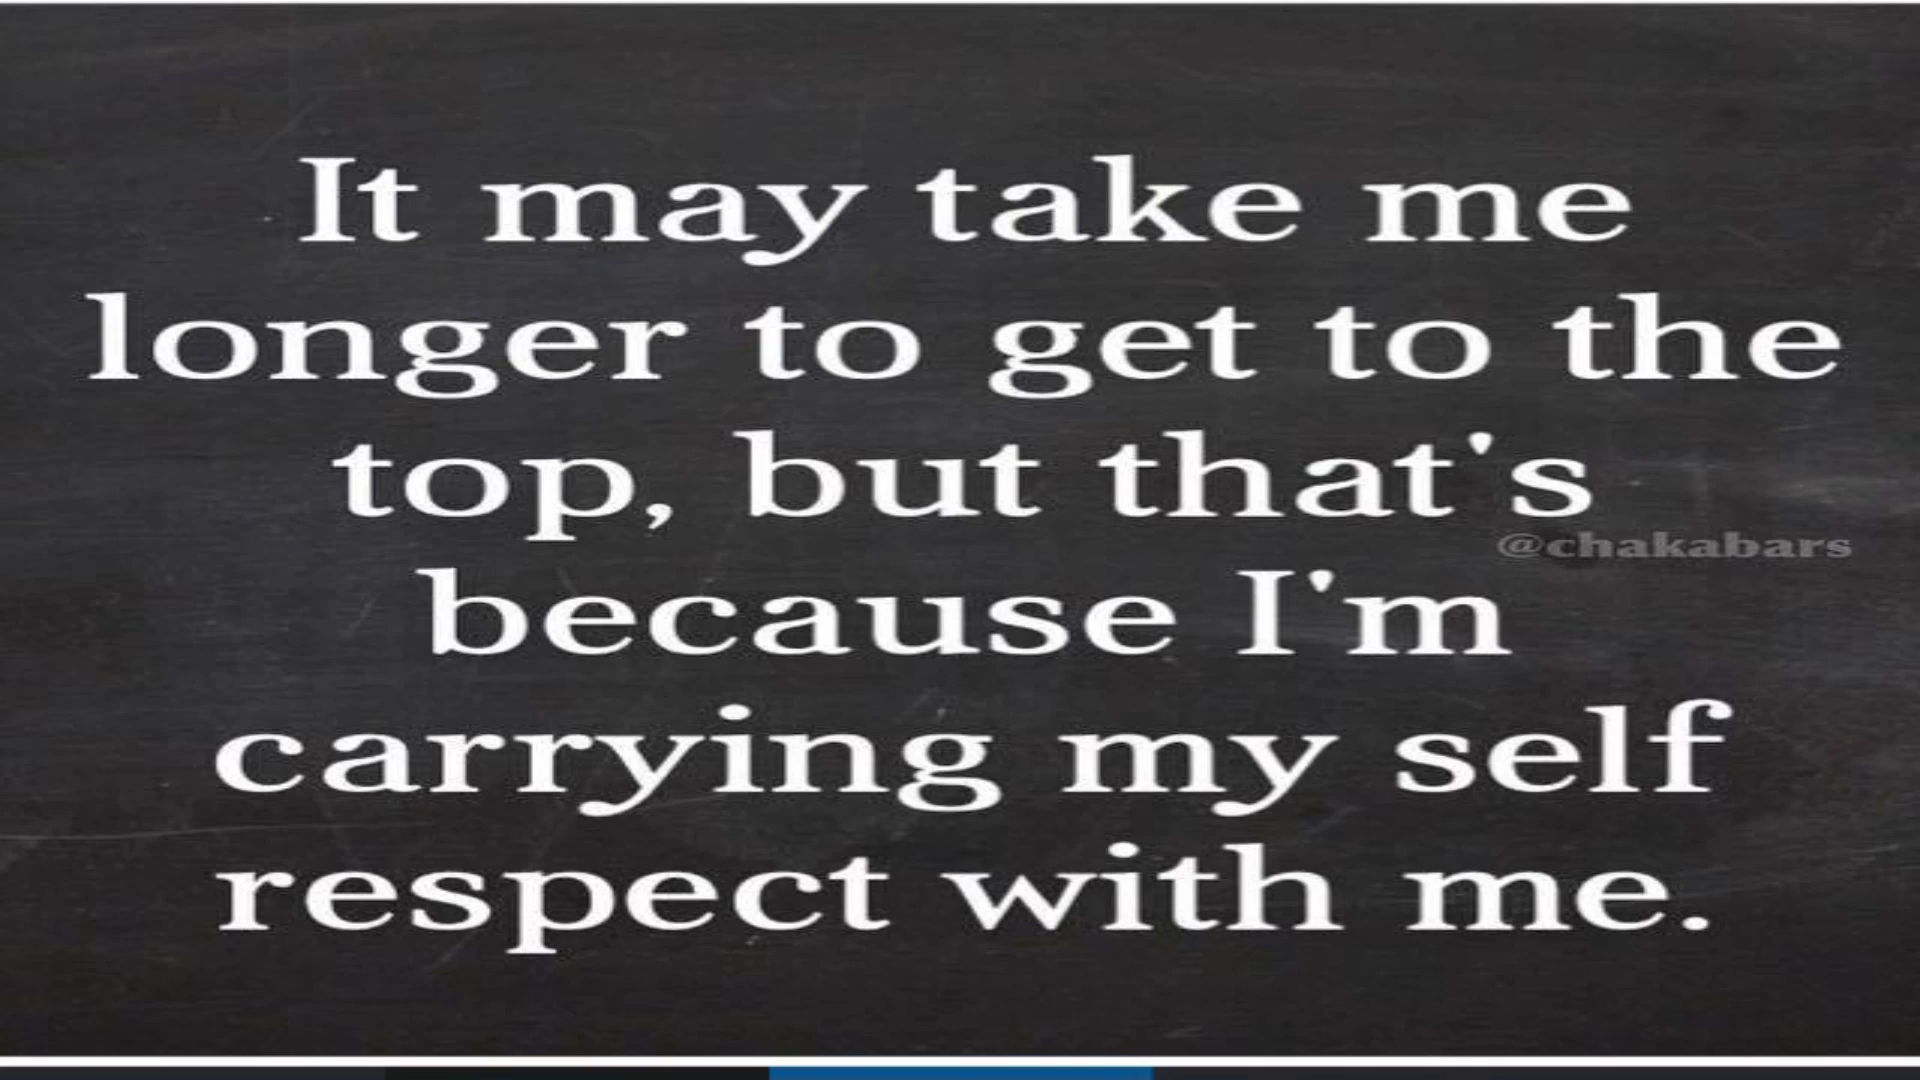 It may take me
longer to get to the
top, but that's
@chakabars
because I'm
carrying my self
respect with me.